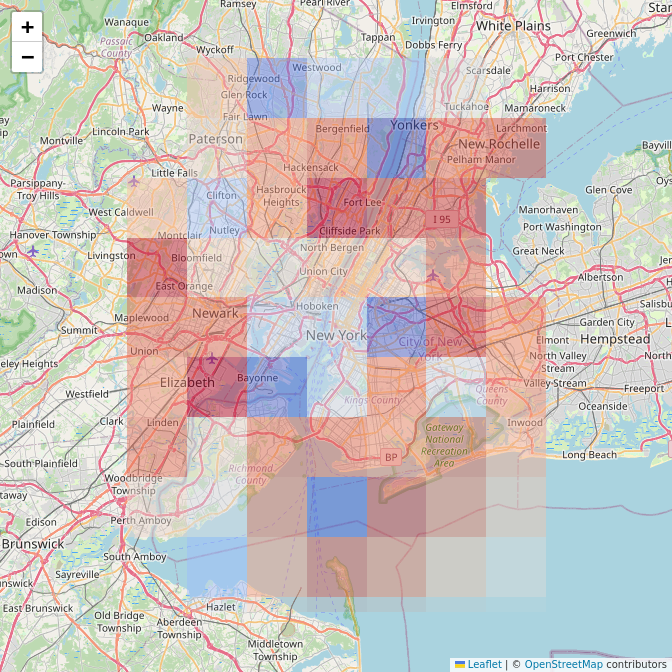 Ramsey
Pearl River
Elmsford
Star
Irvington
White Plains
Wanaque
Greenwich
Oakland
Tappan
Dobbs Ferry
Passaic County
Wyckoff
Port Chester
Westwood
Scarsdale
Ridgewood
Harrison
Glen Rock
Wayne
Tuckahoe
Mamaroneck
Fair Lawn
Yonkers
Lincoln Park
Bergenfield
Larchmont
Paterson
Montville
New Rochelle
Bayvil
Pelham Manor
Hackensack
Little Falls
Parsippany-
Troy Hills
Hasbrouck
Heights
Glen Cove
Clifton
Fort Lee
West Caldwell
Manorhaven
I 95
Nutley
Port Washington
Cliffside Park
Hanover Township
Montclair
North Bergen
Great Neck
Livingston
Bloomfield
Union City
Albertson
Jer
Madison
East Orange
Salisbu
Hoboken
Maplewood
Newark
Garden City
Summit
New York
Elmont
Hempstead
City of New York
Union
North Valley
Stream
North
eley Heights
Bayonne
Valley Stream
Elizabeth
Freeport
Westfield
Kings County
Queens County
Oceanside
Linden
Clark
Inwood
Plainfield
Gateway
National
Recreation
Area
Long Beach
BP
South Plainfield
Richmond County
Woodbridge
Township
Edison
Perth Amboy
Brunswick
South Amboy
Sayreville
East Brunswick
Hazlet
Old Bridge
Township
Aberdeen
Township
Middletown
Township
+
−
Leaflet | © OpenStreetMap contributors